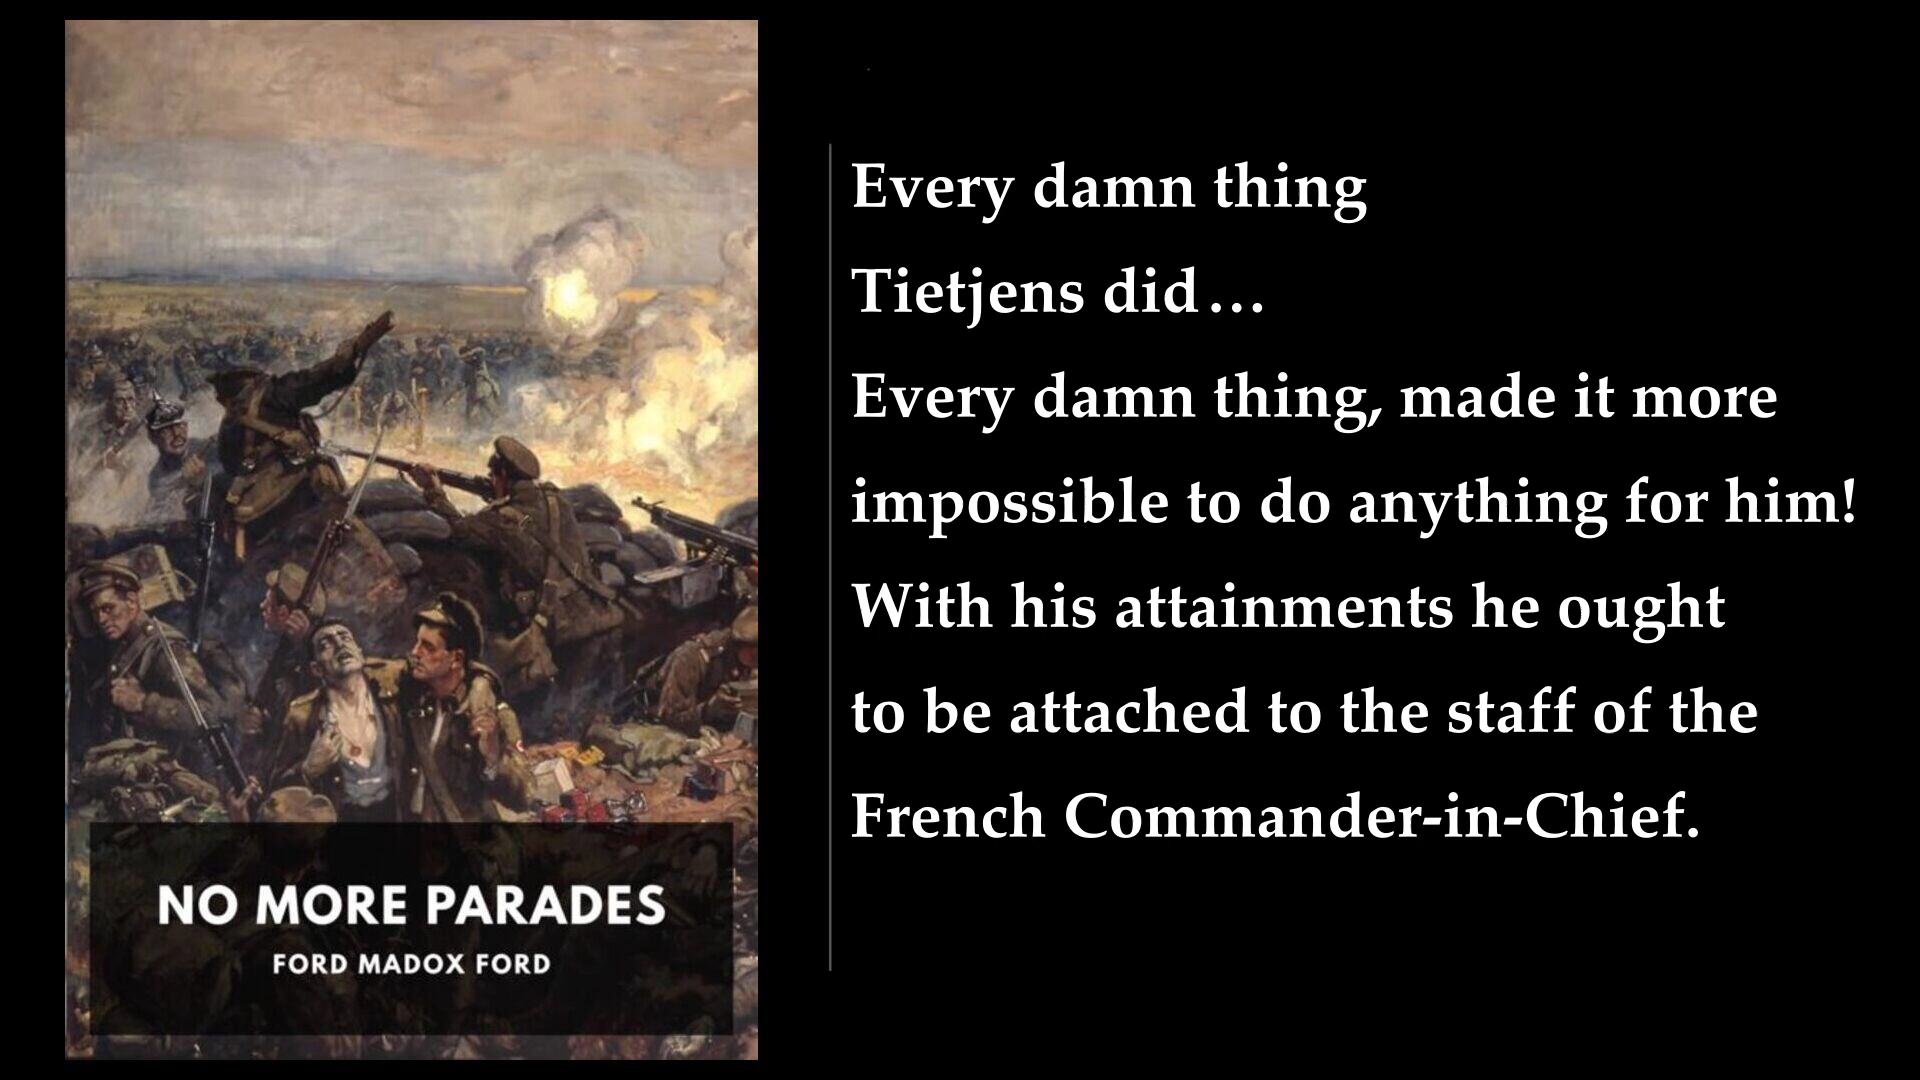 NO MORE PARADES
FORD MADOX FORD
Every damn thing
Tietjens did…
Every damn thing, made it more
impossible to do anything for him!
With his attainments he ought
to be attached to the staff of the
French Commander-in-Chief.